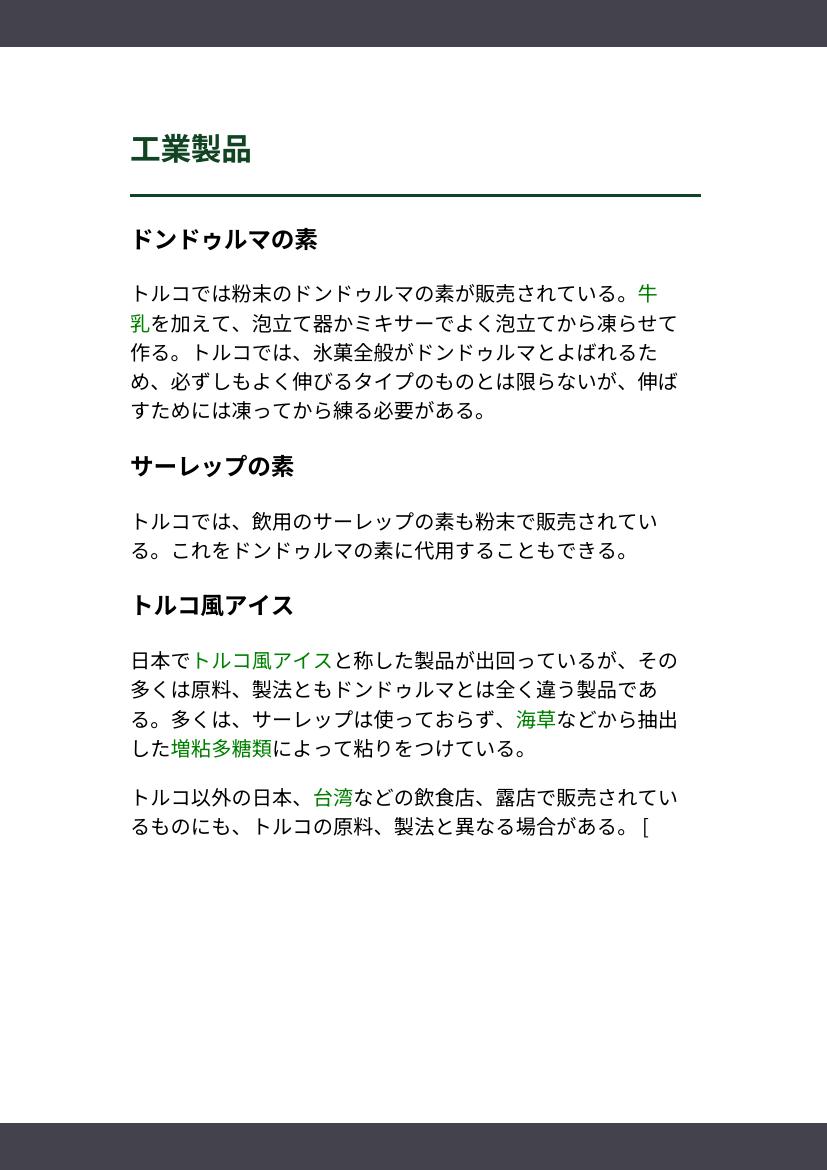 工業製品
ドンドゥルマの素
トルコでは粉末のドンドゥルマの素が販売されている。牛
乳を加えて、泡立て器かミキサーでよく泡立てから凍らせて
作る。トルコでは、氷菓全般がドンドゥルマとよばれるた
め、必ずしもよく伸びるタイプのものとは限らないが、伸ば
すためには凍ってから練る必要がある。
サーレップの素
トルコでは、飲用のサーレップの素も粉末で販売されてい
る。これをドンドゥルマの素に代用することもできる。
トルコ風アイス
日本でトルコ風アイスと称した製品が出回っているが、その
多くは原料、製法ともドンドゥルマとは全く違う製品であ
る。多くは、サーレップは使っておらず、海草などから抽出
した増粘多糖類によって粘りをつけている。
トルコ以外の日本、台湾などの飲食店、露店で販売されてい
るものにも、トルコの原料、製法と異なる場合がある。 [